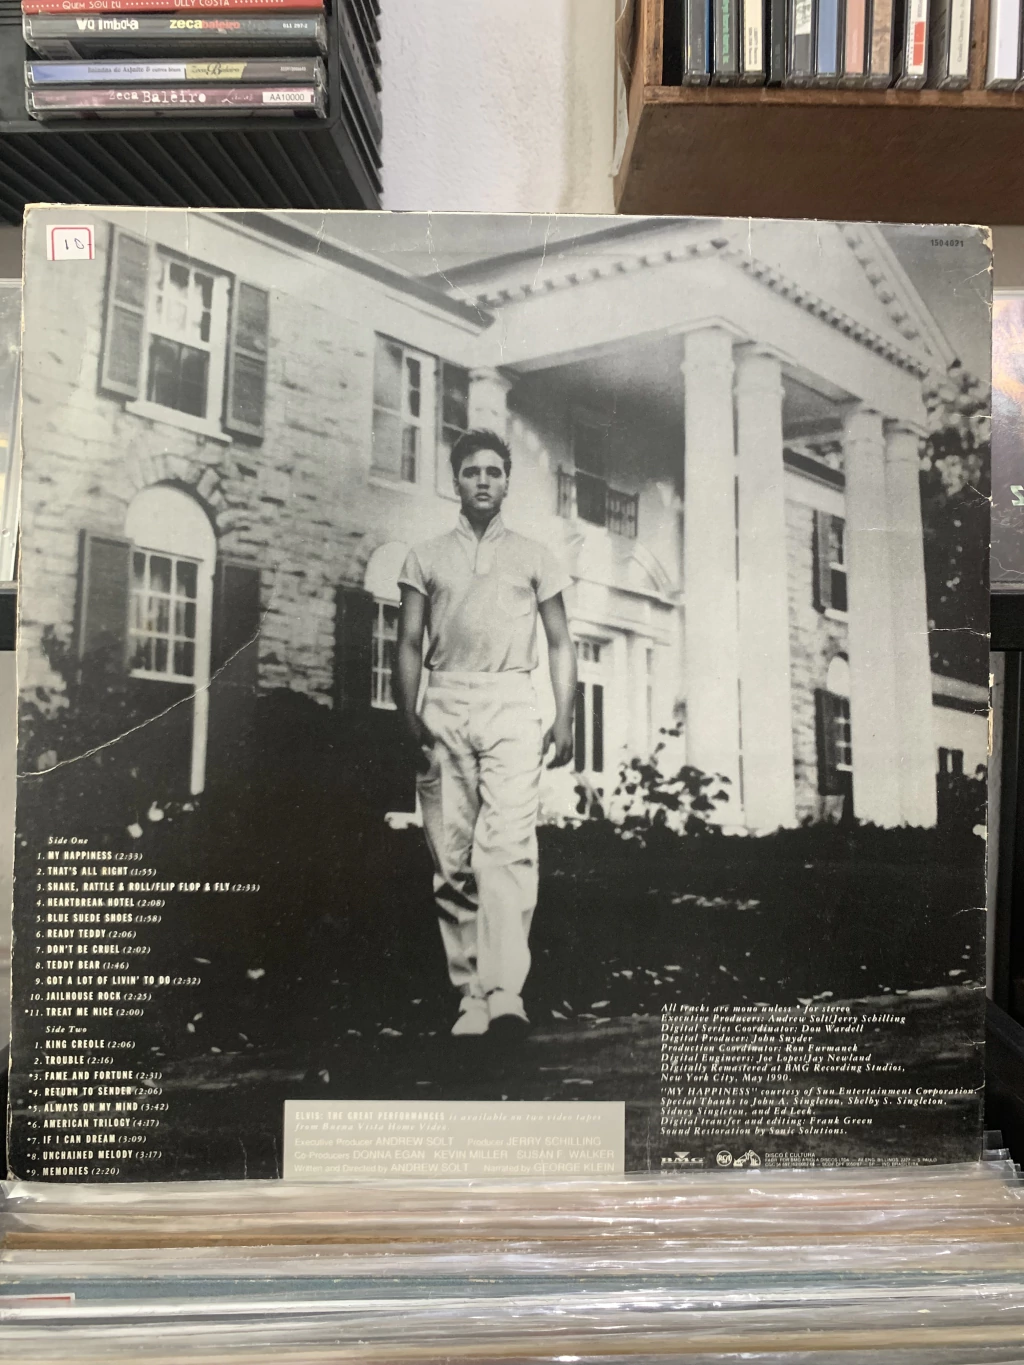 QUEM SOU EU
zecabaleiro
Zeca Baleiro
AA10000
10-
1504071
Side One
1. MY HAPPINESS (2:33)
2. THAT'S ALL RIGHT (1:55)
3. SHAKE, RATTLE & ROLL/FLIP FLOP & FLY (2:33)
4. HEARTBREAK HOTEL (2:08)
5. BLUE SUEDE SHOES (1:58)
6. READY TEDDY (2:06)
7. DON'T BE CRUEL (2:02)
8. TEDDY BEAR (1:46)
9. GOT A LOT OF LIVIN' TO DO (2:32)
10. JAILHOUSE ROCK (2:25)
*11. TREAT ME NICE (2:00)
Side Two
1. KING CREOLE (2:06)
2. TROUBLE (2:16)
*3. FAME AND FORTUNE (2:31)
*4. RETURN TO SENDER (2:06)
*5. ALWAYS ON MY MIND (3:42)
*6. AMERICAN TRILOGY (4:17)
*7. IF I CAN DREAM (3:09)
*8. UNCHAINED MELODY (3:17)
*9. MEMORIES (2:20)
ELVIS: THE GREAT PERFORMANCES is available on two video tapes
from Buena Vista Home Video
Executive Producer ANDREW SOLT Producer JERRY SCHILLING
Co-Producers DONNA EGAN KEVIN MILLER SUSAN F. WALKER
Written and directed by ANDREW SOLT GEORGE KLEIN
All tracks are mono unless * for stereo
Executive Producers: Andrew Solt/Jerry Schilling
Digital Series Coordinator: Don Wardell
Digital Producer: John Snyder
Production Coordinator: Ron Furmanek
Digital Engineers: Joe Lopes/Jay Newland
Digitally Remastered at BMG Recording Studios,
New York City, May 1990.
"MY HAPPINESS" courtesy of Sun Entertainment Corporation.
Special Thanks to John A. Singleton, Shelby S. Singleton,
Sidney Singleton, and Ed Leek.
Digital transfer and editing: Frank Green
Sound Restoration by Sonic Solutions.
BMG RCA DISCO É CULTURA